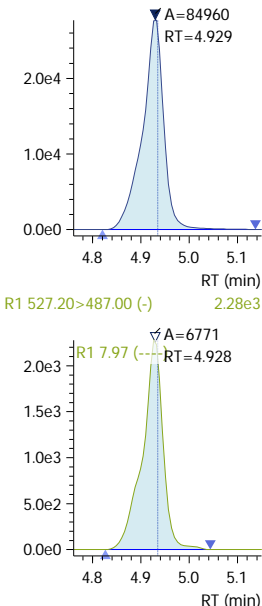 A=84960
RT=4.929
2.0e4
1.0e4
0.0e0
4.8 4.9 5.0 5.1
RT (min)
R1 527.20>487.00 (-) 2.28e3
A=6771
R1 7.97 (----) RT=4.928
2.0e3
1.5e3
1.0e3
5.0e2
0.0e0
4.8 4.9 5.0 5.1
RT (min)